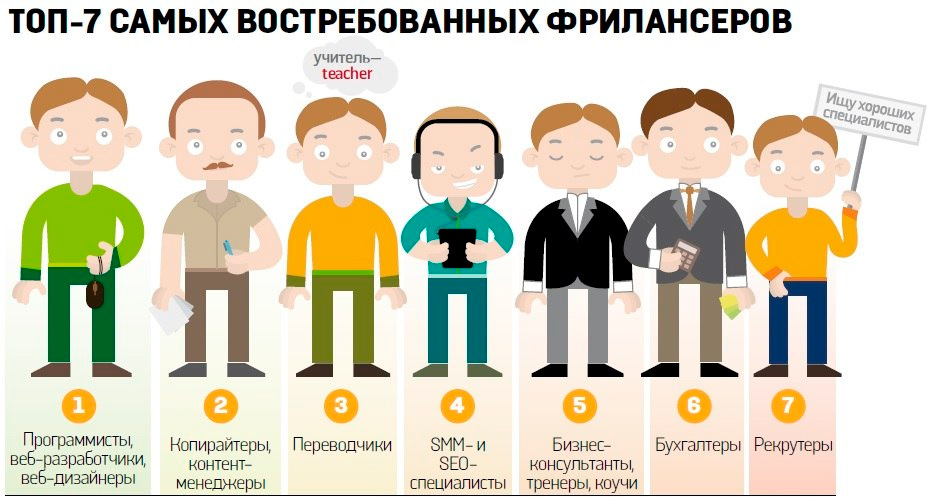 ТОП-7 САМЫХ ВОСТРЕБОВАННЫХ ФРИЛАНСЕРОВ
учитель—
teacher
Ищу хороших
специалистов
1
Программисты,
веб-разработчики,
веб-дизайнеры
2
Копирайтеры,
контент-
менеджеры
3
Переводчики
4
SMM- и
SEO-
специалисты
5
Бизнес-
консультанты,
тренеры, коучи
6
Бухгалтеры
7
Рекрутеры